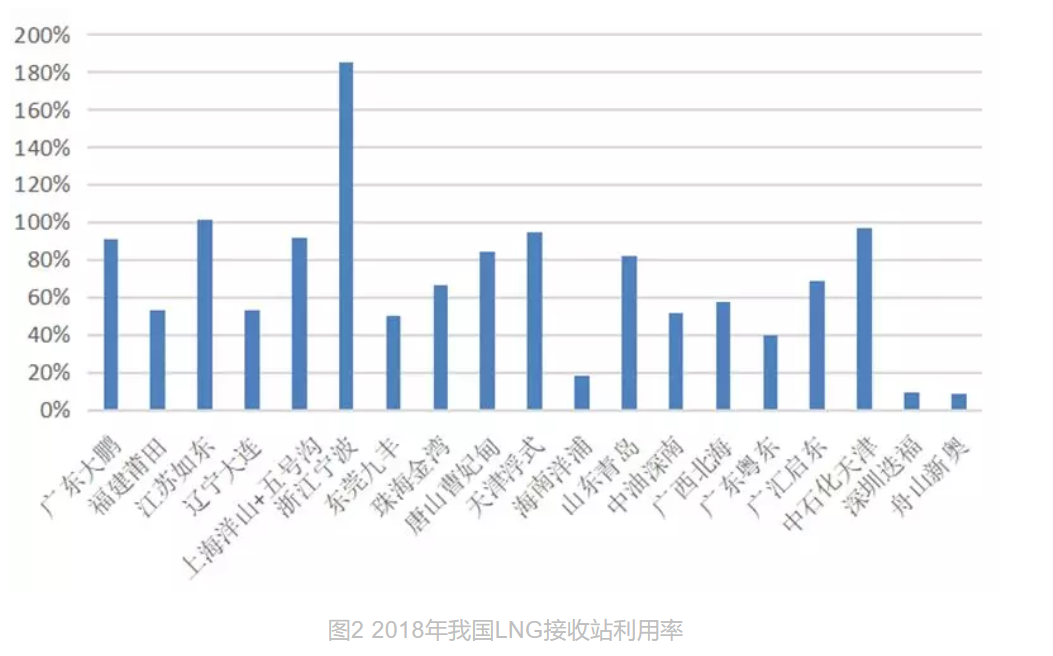 200%
180%
160%
140%
120%
100%
80%
60%
40%
20%
0%
广东大鹏
福建莆田
江苏如东
辽宁大连
上海洋山+五号沟
浙江宁波
东莞九丰
珠海金湾
唐山曹妃甸
天津浮式
海南洋浦
山东青岛
中油深南
广西北海
广东粤东
广汇启东
中石化天津
深圳迭福
舟山新奥
图2 2018年我国LNG接收站利用率